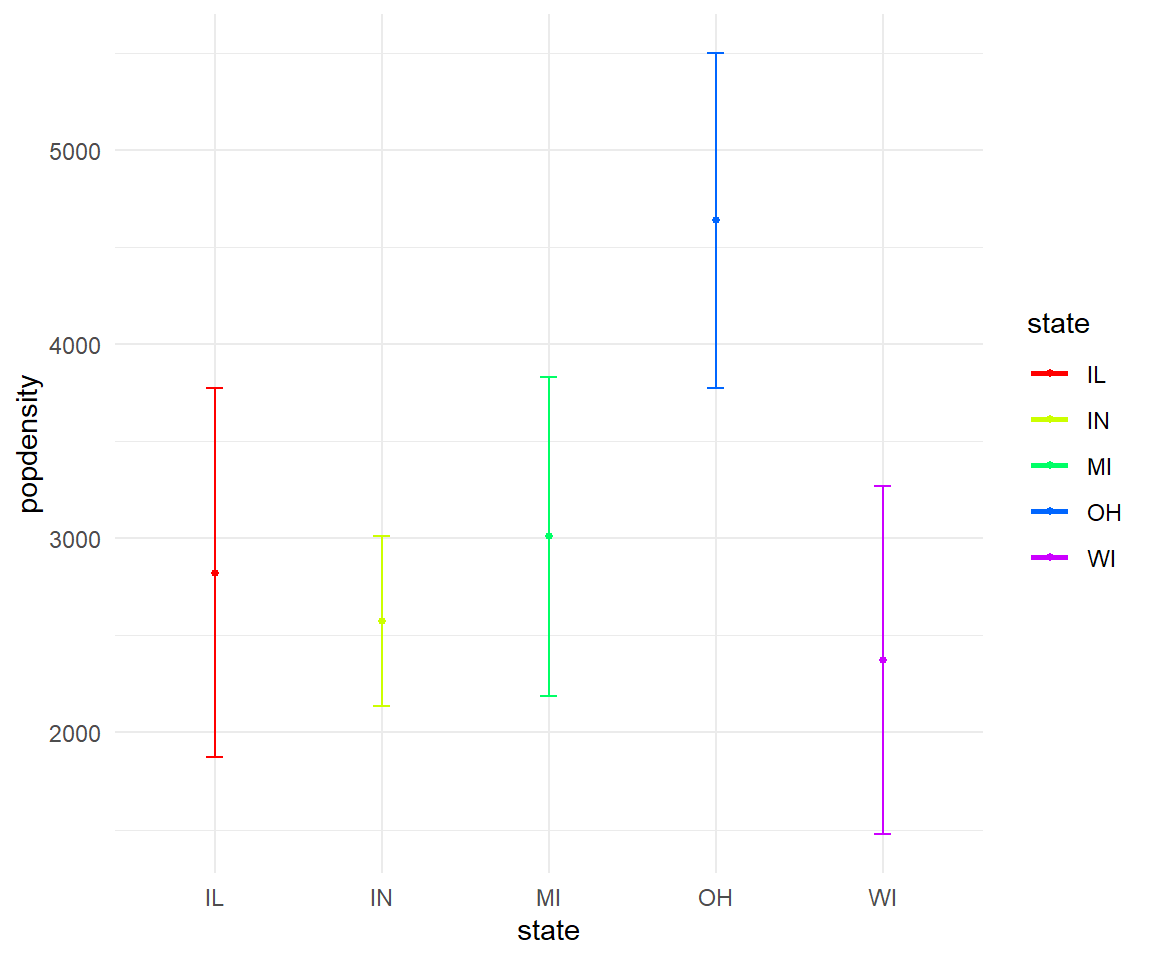 popdensity
5000
4000
3000
2000
IL IN MI OH WI
state
state
IL
IN
MI
OH
WI